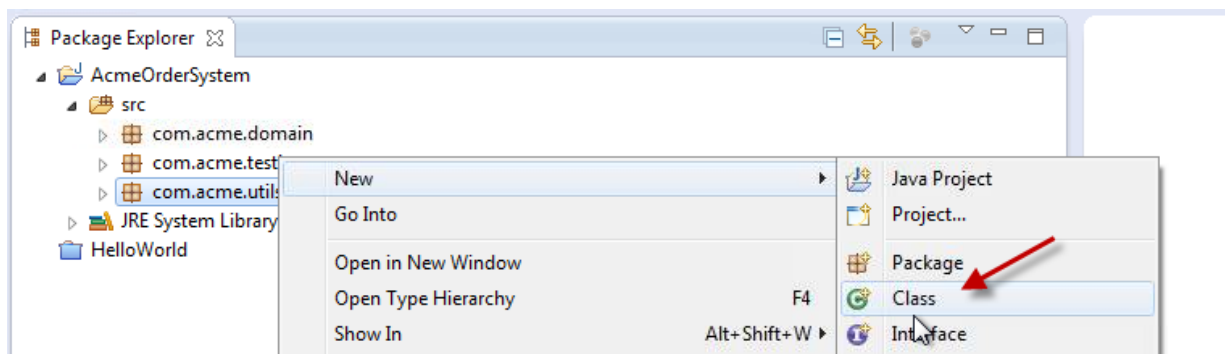 Package Explorer
AcmeOrderSystem
src
com.acme.domain
com.acme.test
com.acme.utils
JRE System Library
HelloWorld
New
Go Into
Open in New Window
Open Type Hierarchy F4
Show In Alt+Shift+W
Java Project
Project...
Package
Class
Interface